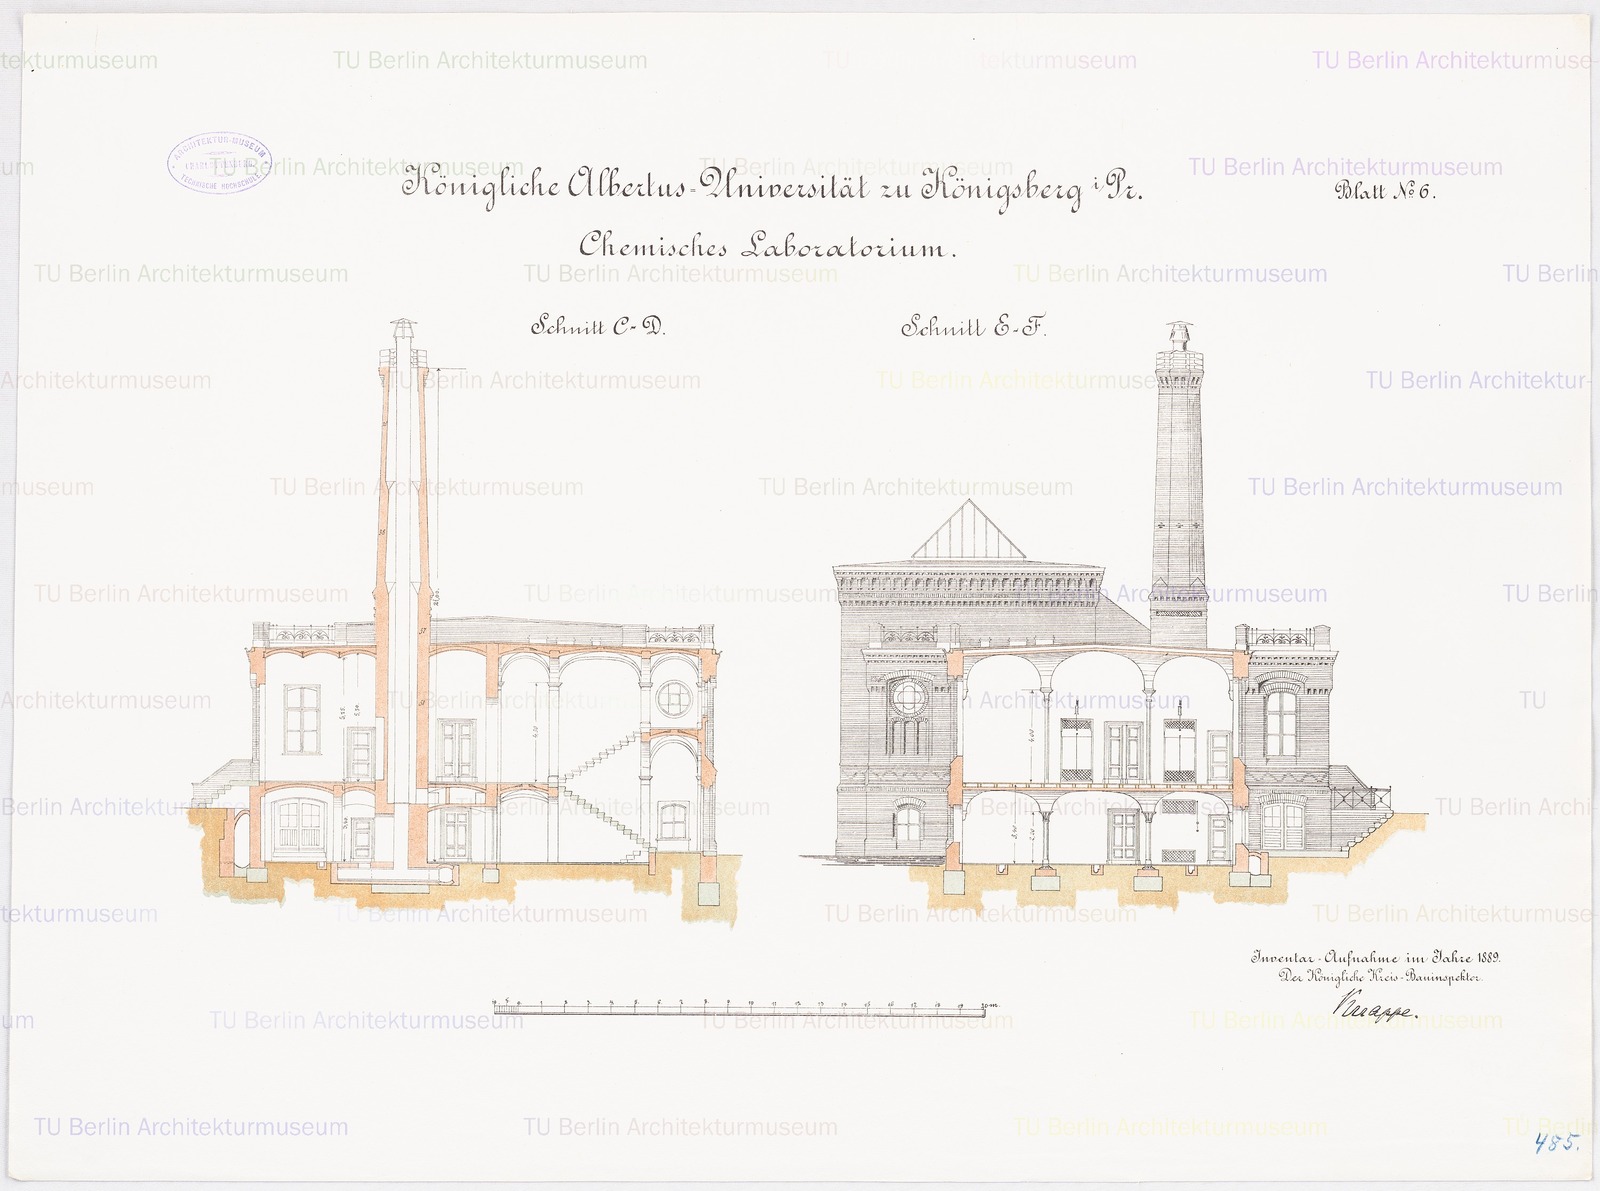 ARCHITEKTUR-MUSEUM
TECHNISCHE HOCHSCHULE
Königliche Albertus-Universität zu Königsberg i Pr.
Blatt No 6.
Chemisches Laboratorium.
Schnitt C-D.
Schnitt E-F.
Inventar-Aufnahme im Jahre 1889.
Der Königliche Kreis-Bauinspektor.
Knappe.
20 m.
485.
TU Berlin Architekturmuseum